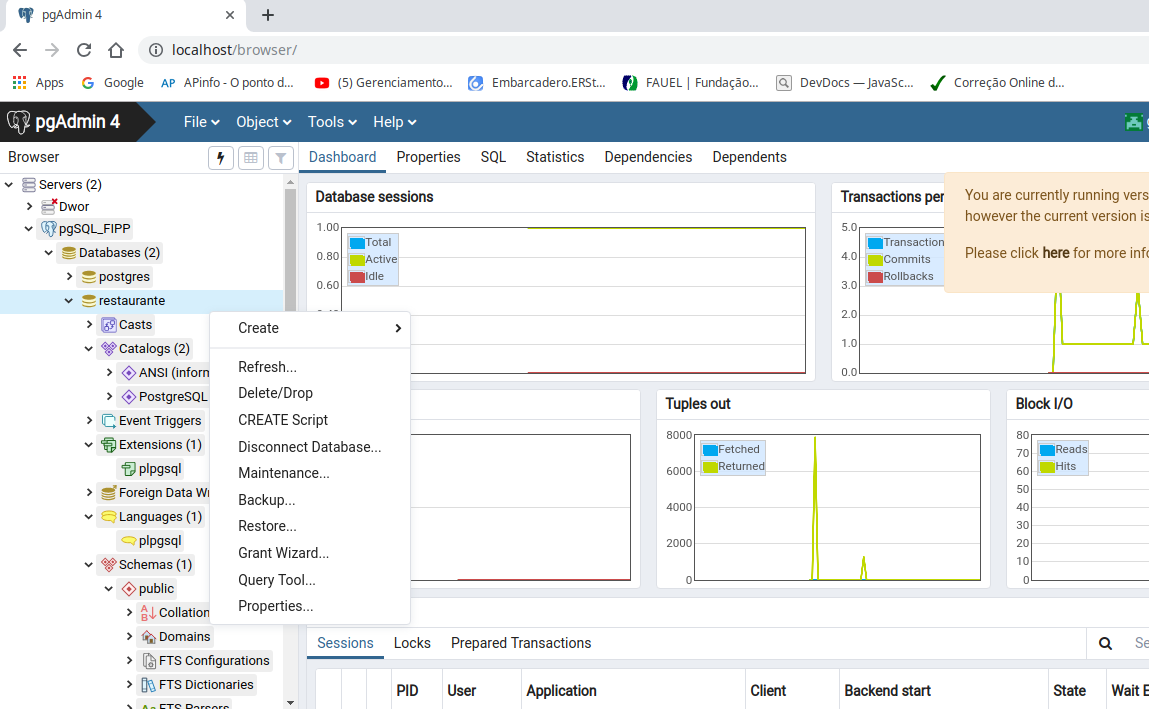 pgAdmin 4
localhost/browser/
Apps
Google
APinfo - O ponto d...
(5) Gerenciamento...
Embarcadero.ERSt...
FAUEL | Fundação...
DevDocs — JavaSc...
Correção Online d...
pgAdmin 4
File
Object
Tools
Help
Browser
Dashboard
Properties
SQL
Statistics
Dependencies
Dependents
Servers (2)
Dwor
pgSQL_FIPP
Databases (2)
postgres
restaurante
Casts
Catalogs (2)
ANSI (inforn
PostgreSQL
Event Triggers
Extensions (1)
plpgsql
Foreign Data W
Languages (1)
plpgsql
Schemas (1)
public
Collation
Domains
FTS Configurations
FTS Dictionaries
FTS Parsers
Create
Refresh...
Delete/Drop
CREATE Script
Disconnect Database...
Maintenance...
Backup...
Restore...
Grant Wizard...
Query Tool...
Properties...
Database sessions
1.00
0.80
0.60
Total
Active
Idle
Transactions per
5.0
4.0
3.0
2.0
1.0
0.0
Transaction
Commits
Rollbacks
You are currently running vers
however the current version is
Please click here for more info
Tuples out
8000
6000
4000
2000
0
Fetched
Returned
Block I/O
80
70
60
50
40
30
20
10
0
Reads
Hits
Sessions
Locks
Prepared Transactions
Se
PID
User
Application
Client
Backend start
State
Wait E